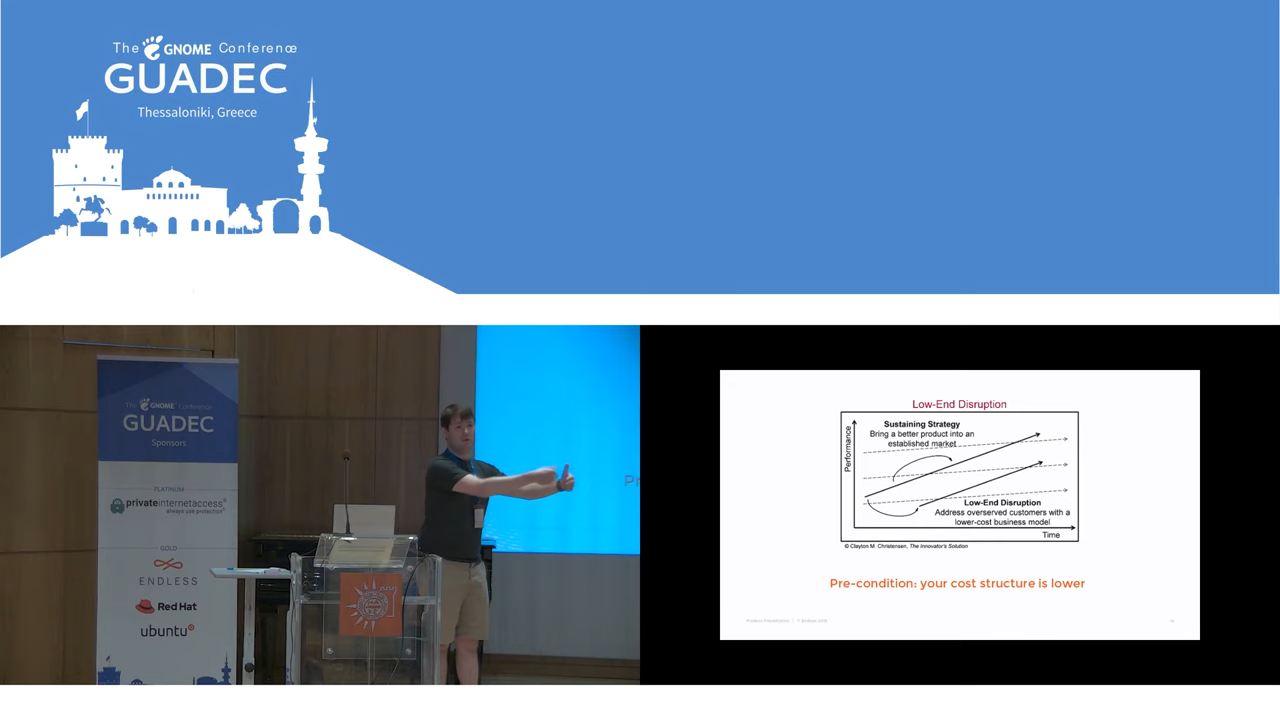 The GNOME Conference
GUADEC
Thessaloniki, Greece
The GNOME Conference
GUADEC
Sponsors
PLATINUM
privateinternetaccess
always use protection
GOLD
ENDLESS
Red Hat
ubuntu
Low-End Disruption
Performance
Sustaining Strategy
Bring a better product into an
established market
Low-End Disruption
Address overserved customers with a
lower-cost business model
Time
© Clayton M. Christensen, The Innovator's Solution
Pre-condition: your cost structure is lower